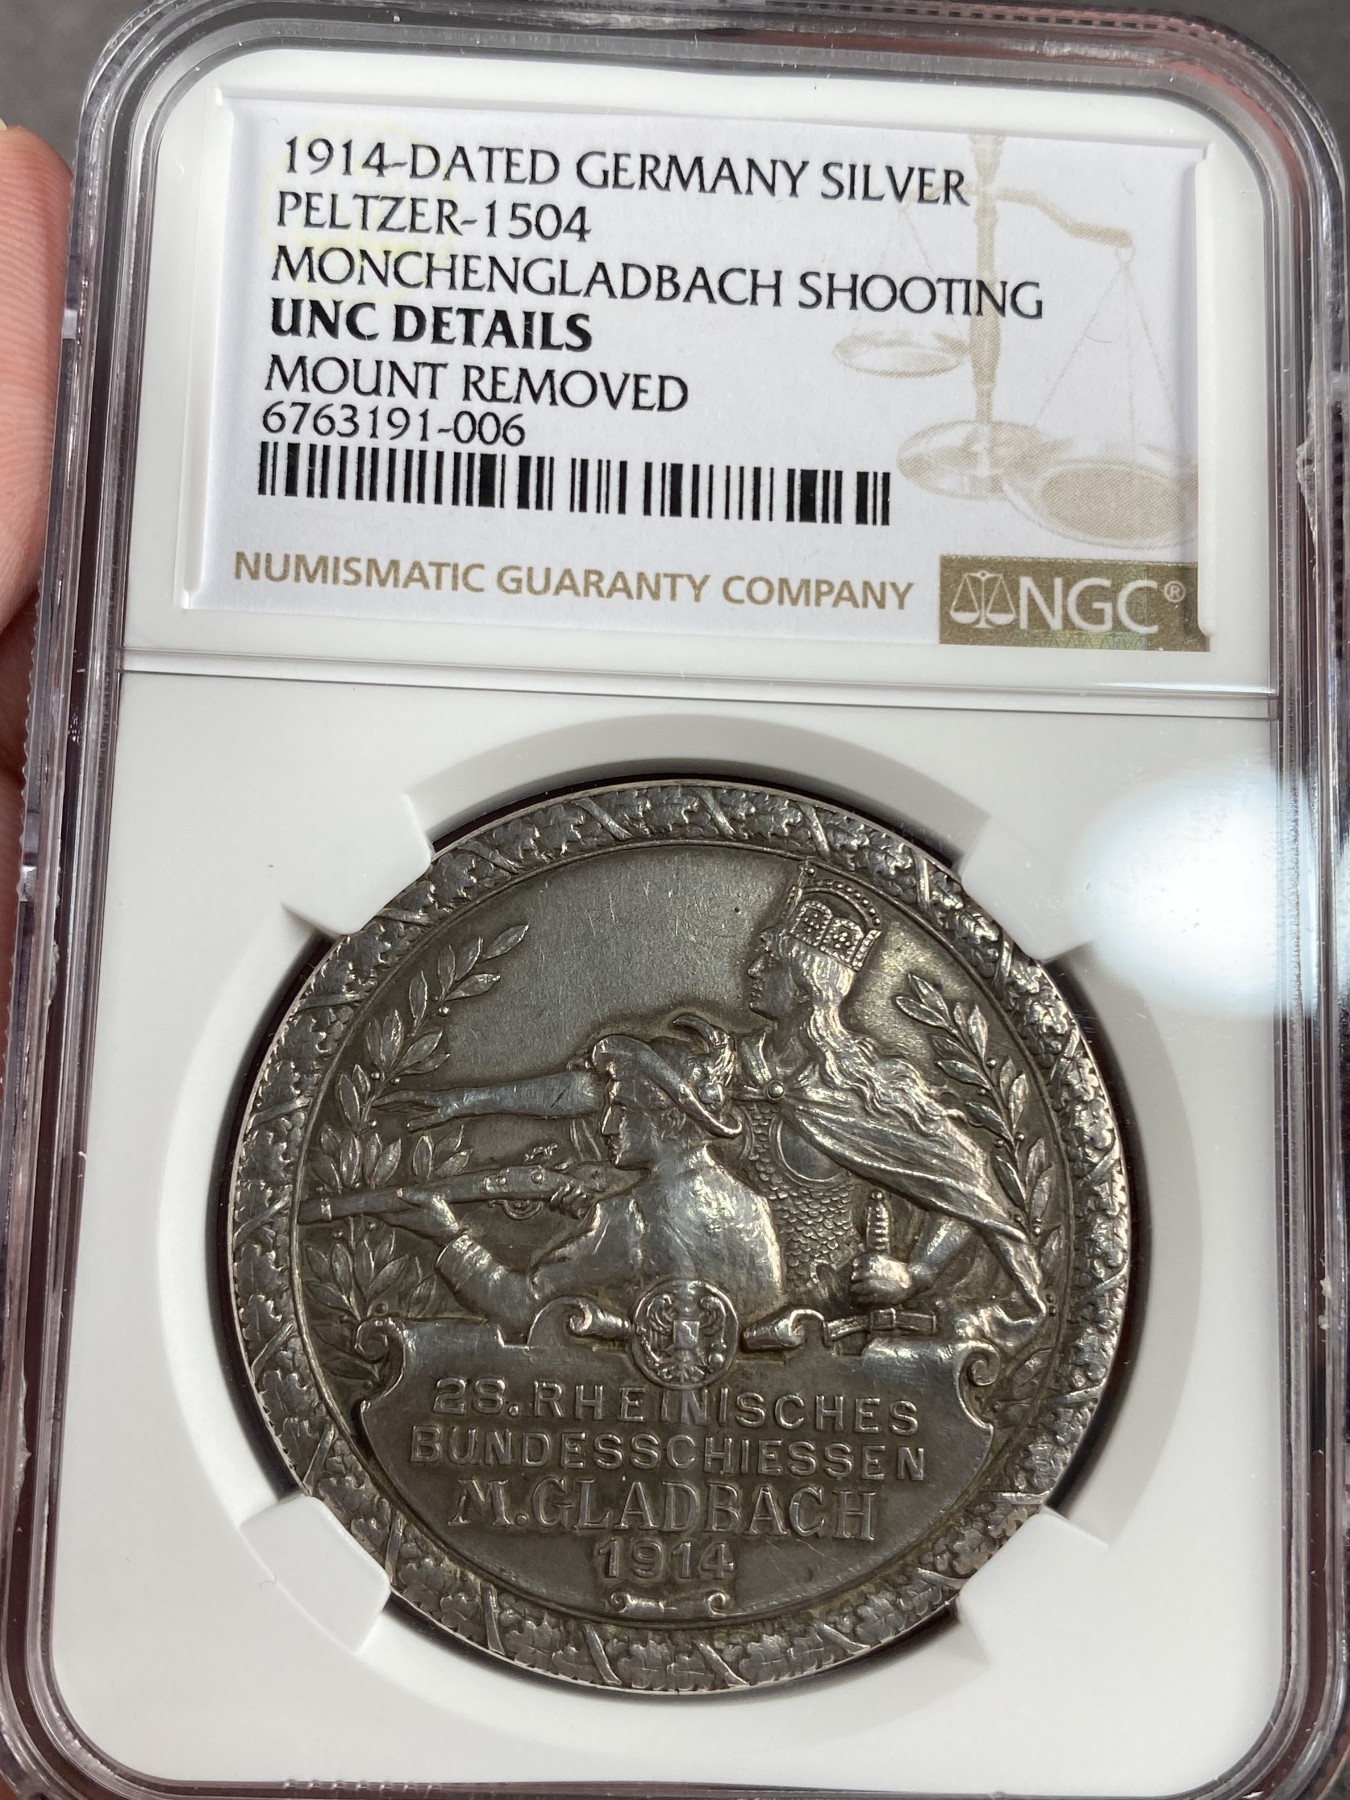 1914-DATED GERMANY SILVER
PELTZER-1504
MONCHENGLADBACH SHOOTING
UNC DETAILS
MOUNT REMOVED
6763191-006
NUMISMATIC GUARANTY COMPANY
NGC®
28. RHEINISCHES
BUNDESSCHIESSEN
M.GLADBACH
1914